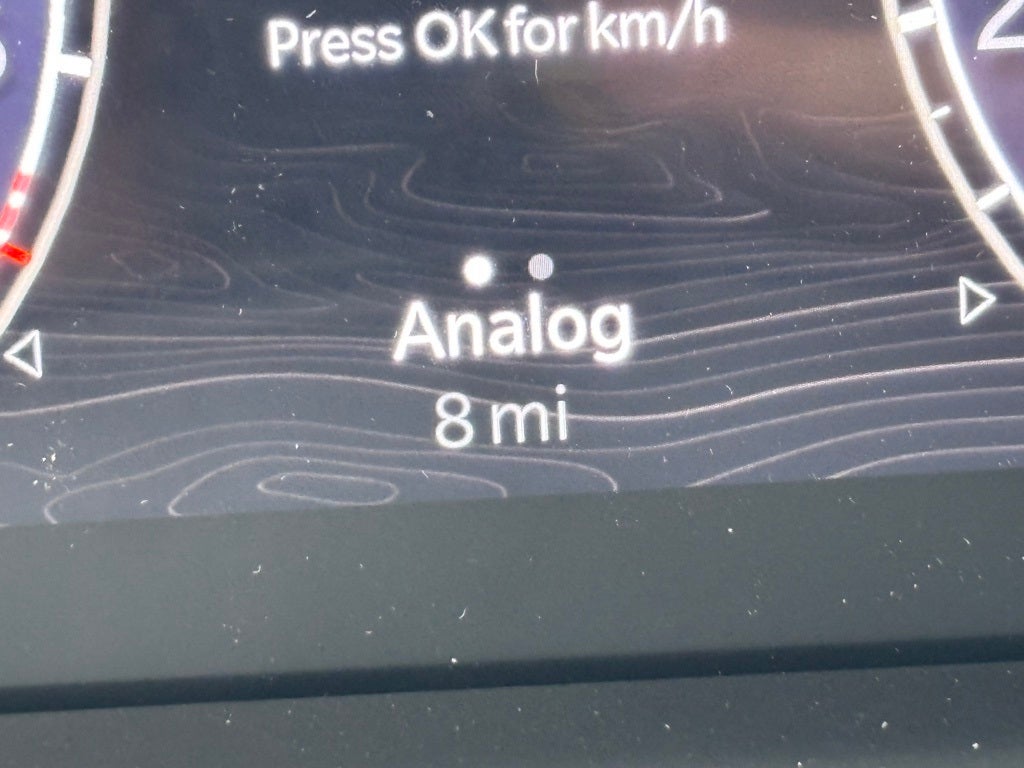 Press OK for km/h
Analog
8 mi